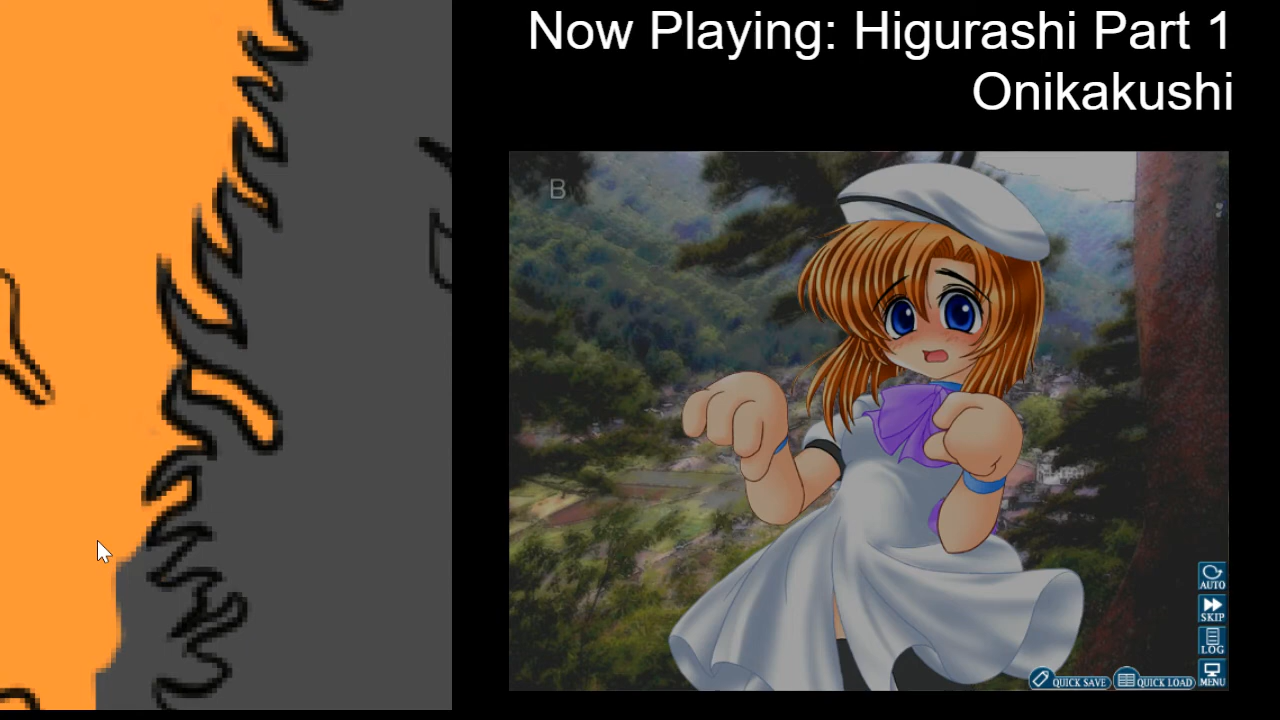 Now Playing: Higurashi Part 1
Onikakushi
B
AUTO
SKIP
LOG
MENU
QUICK SAVE QUICK LOAD